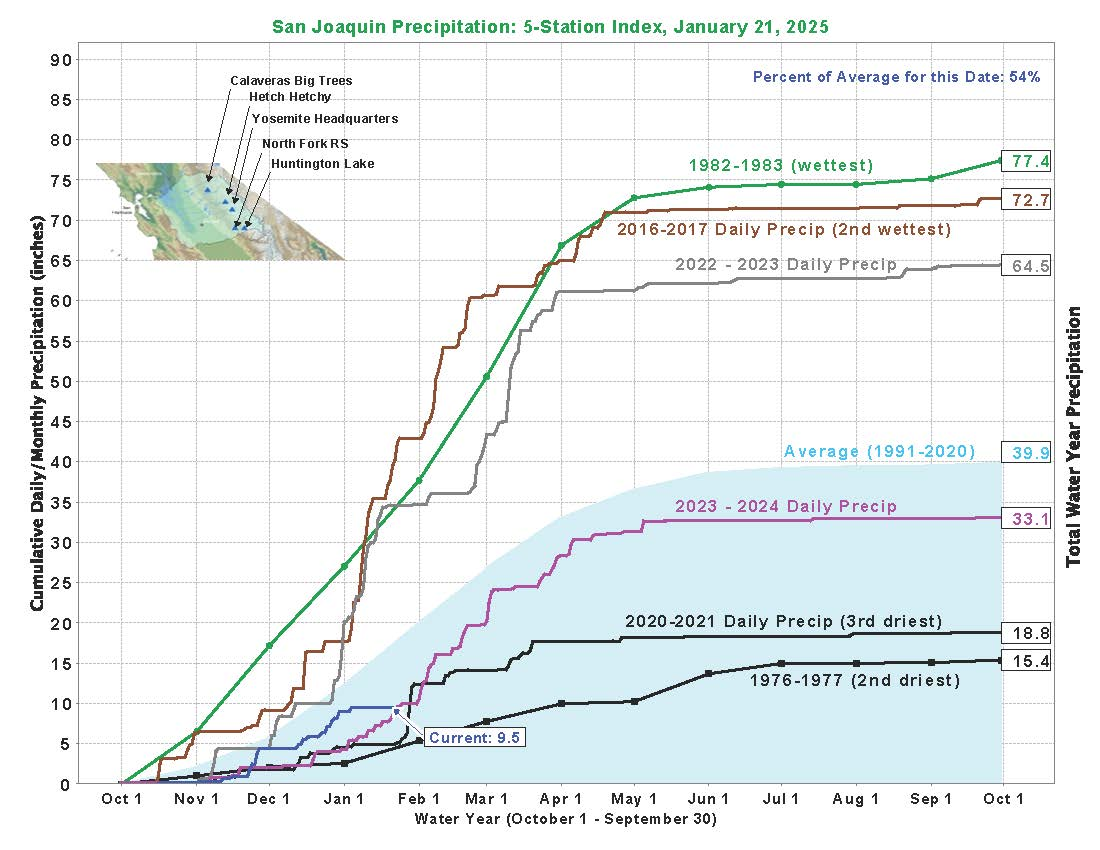 San Joaquin Precipitation: 5-Station Index, January 21, 2025
Percent of Average for this Date: 54%
Calaveras Big Trees
Hetch Hetchy
Yosemite Headquarters
North Fork RS
Huntington Lake
Cumulative Daily/Monthly Precipitation (inches)
90
85
80
75
70
65
60
55
50
45
40
35
30
25
20
15
10
5
0
1982-1983 (wettest)
77.4
72.7
2016-2017 Daily Precip (2nd wettest)
2022 - 2023 Daily Precip
64.5
Average (1991-2020)
39.9
2023 - 2024 Daily Precip
33.1
2020-2021 Daily Precip (3rd driest)
18.8
15.4
1976-1977 (2nd driest)
Current: 9.5
Total Water Year Precipitation
Oct 1 Nov 1 Dec 1 Jan 1 Feb 1 Mar 1 Apr 1 May 1 Jun 1 Jul 1 Aug 1 Sep 1 Oct 1
Water Year (October 1 - September 30)